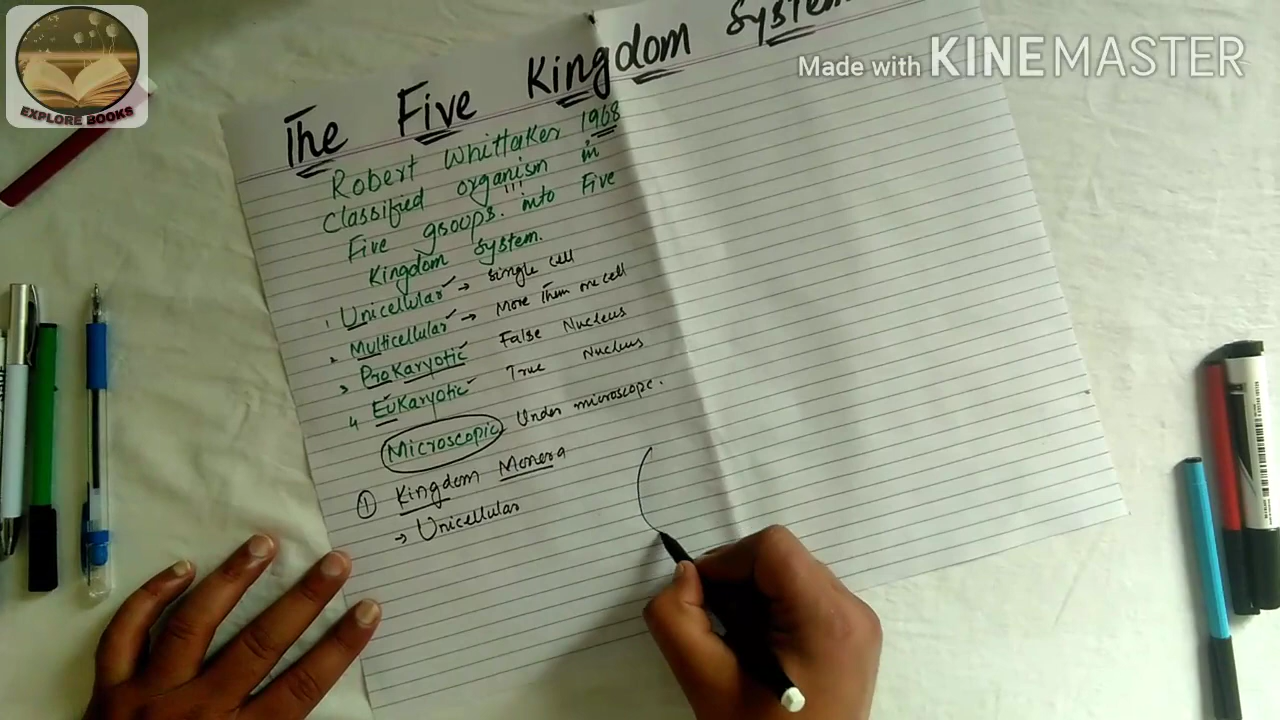 EXPLORE BOOKS
Made with KINEMASTER
The Five Kingdom System
Robert Whittaker 1968
Classified organism in
Five groups. into Five
Kingdom system.
1 Unicellular → Single cell
2 Multicellular → More Them one cell
3 ProKaryotic False Nucleus
4 EuKaryotic True Nucleus
Microscopic Under microscope.
1 Kingdom Monera
→ Unicellular